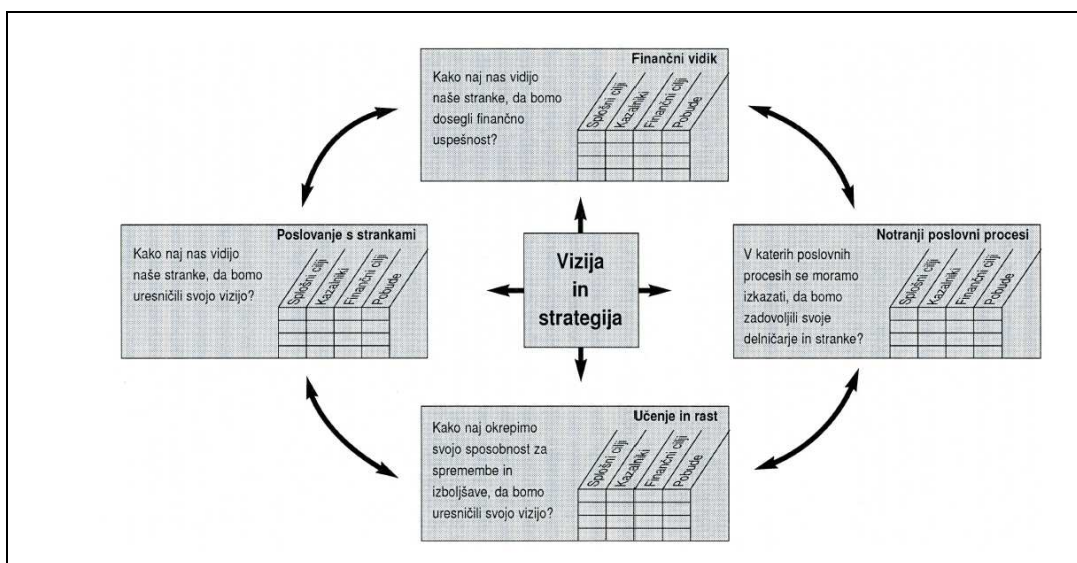 Finančni vidik
Kako naj nas vidijo
naše stranke, da bomo
dosegli finančno
uspešnost?
Splošni cilji
Kazalniki
Finančni cilj
Pobude
Poslovanje s strankami
Kako naj nas vidijo
naše stranke, da bomo
uresničili svojo vizijo?
Splošni cilji
Kazalniki
Finančni cilj
Pobude
Vizija
in
strategija
Notranji poslovni procesi
V katerih poslovnih
procesih se moramo
izkazati, da bomo
zadovoljili svoje
delničarje in stranke?
Splošni cilji
Kazalniki
Finančni cilj
Pobude
Učenje in rast
Kako naj okrepimo
svojo sposobnost za
spremembe in
izboljšave, da bomo
uresničili svojo vizijo?
Splošni cilji
Kazalniki
Finančni cilj
Pobude